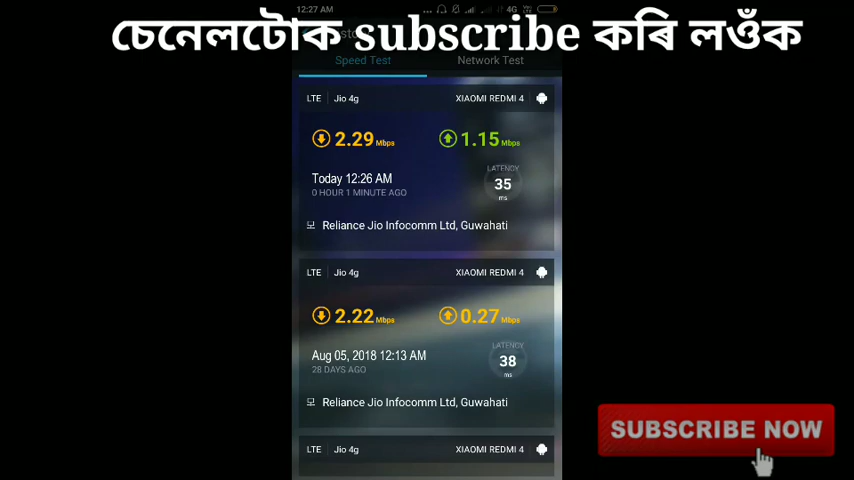 12:27 AM
... 4G
চেনেলটোক subscribe কৰি লওঁক
Speed Test Network Test
LTE Jio 4g XIAOMI REDMI 4
2.29 Mbps 1.15 Mbps
LATENCY
Today 12:26 AM 35
0 HOUR 1 MINUTE AGO ms
Reliance Jio Infocomm Ltd, Guwahati
LTE Jio 4g XIAOMI REDMI 4
2.22 Mbps 0.27 Mbps
LATENCY
Aug 05, 2018 12:13 AM 38
28 DAYS AGO ms
Reliance Jio Infocomm Ltd, Guwahati
SUBSCRIBE NOW
LTE Jio 4g XIAOMI REDMI 4